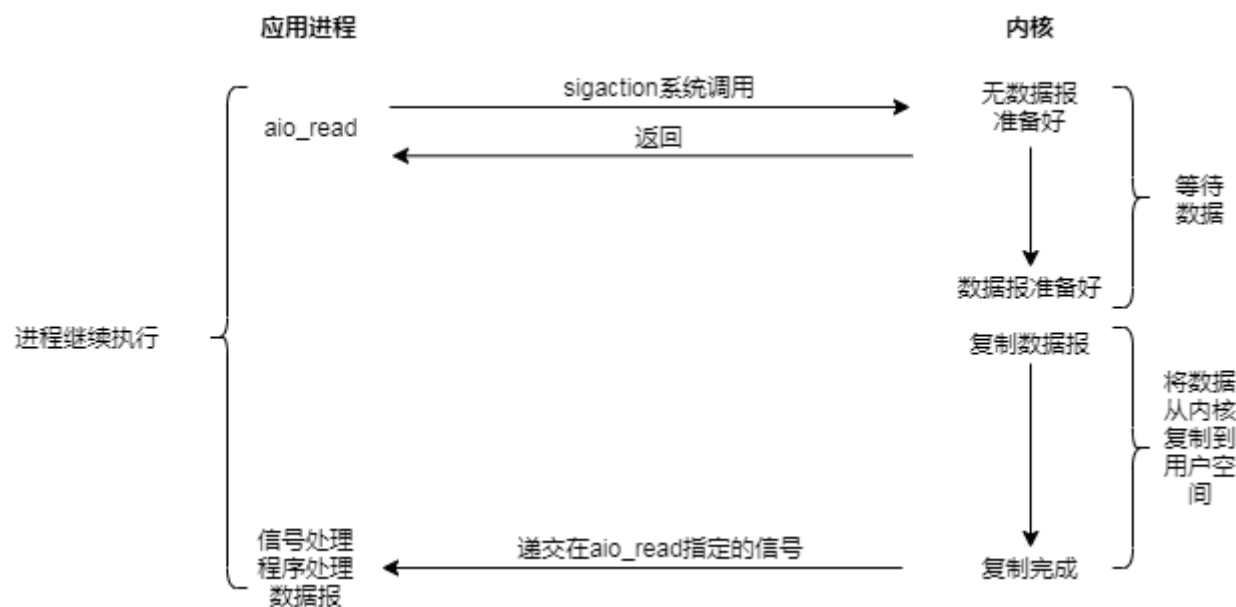 应用进程
内核
sigaction系统调用
无数据报
准备好
aio_read
返回
等待
数据
数据报准备好
进程继续执行
复制数据报
将数据
从内核
复制到
用户空
间
信号处理
程序处理
数据报
递交在aio_read指定的信号
复制完成